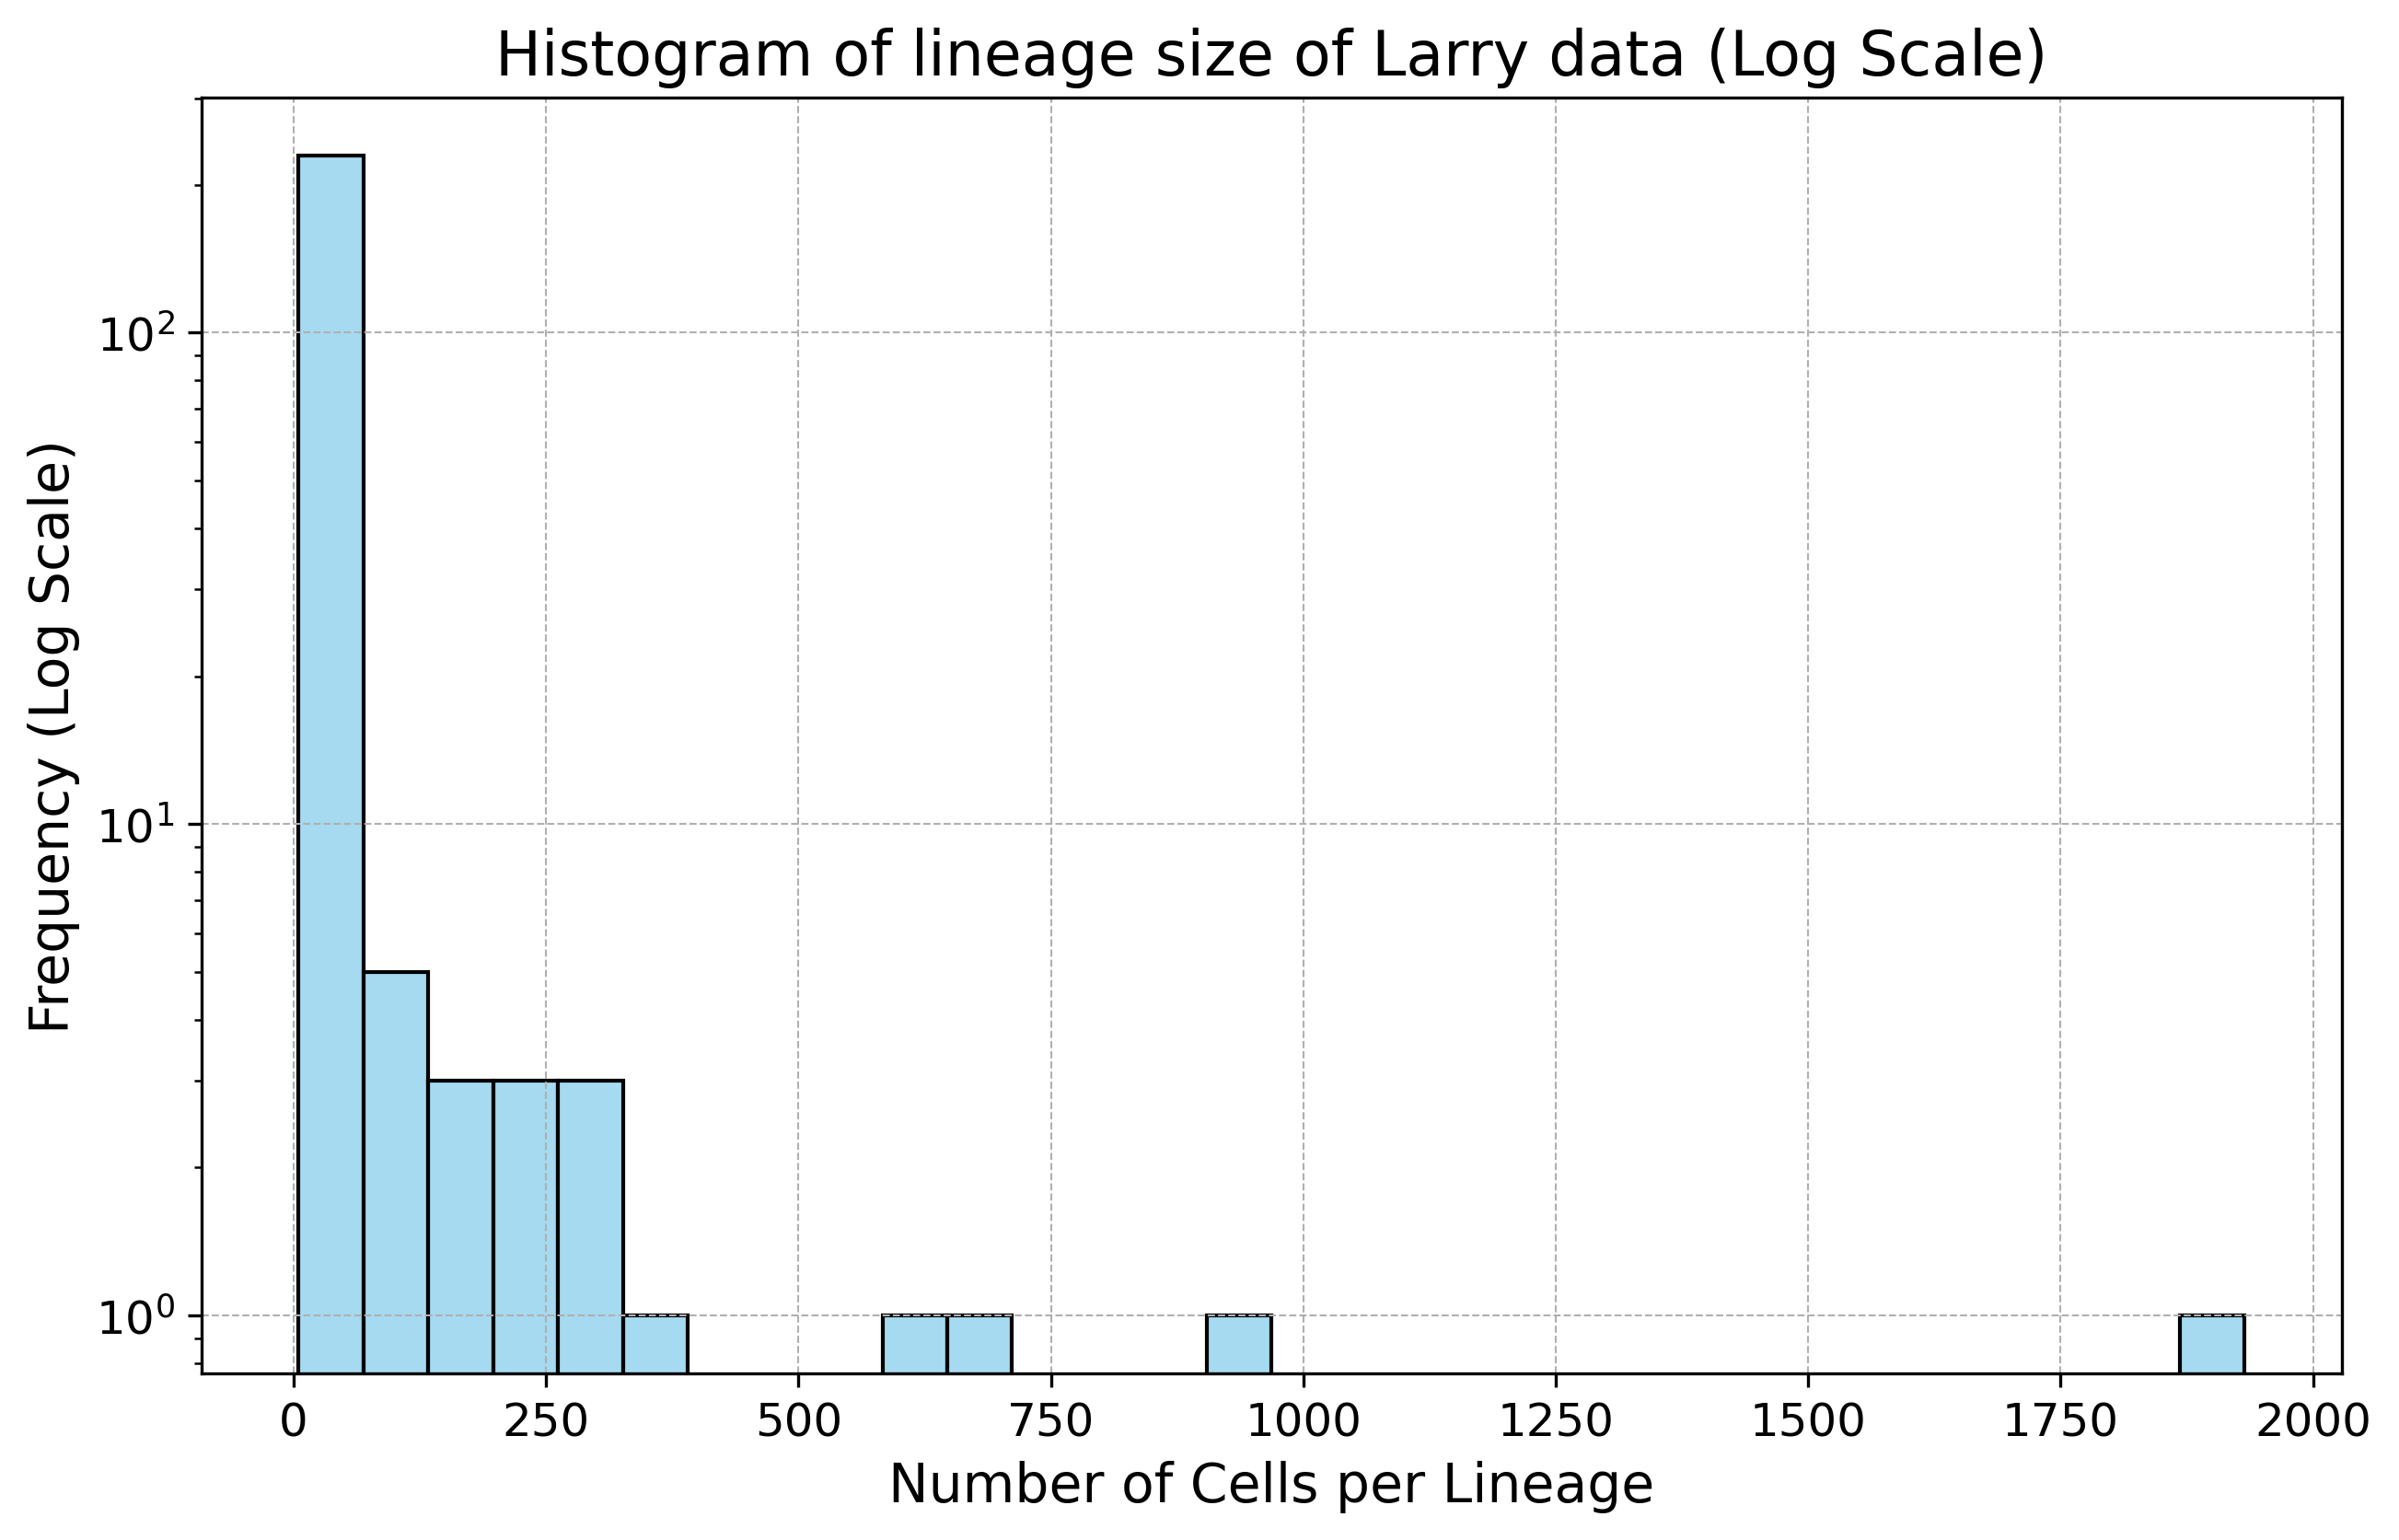 Histogram of lineage size of Larry data (Log Scale)
Frequency (Log Scale)
10²
10¹
10⁰
0 250 500 750 1000 1250 1500 1750 2000
Number of Cells per Lineage